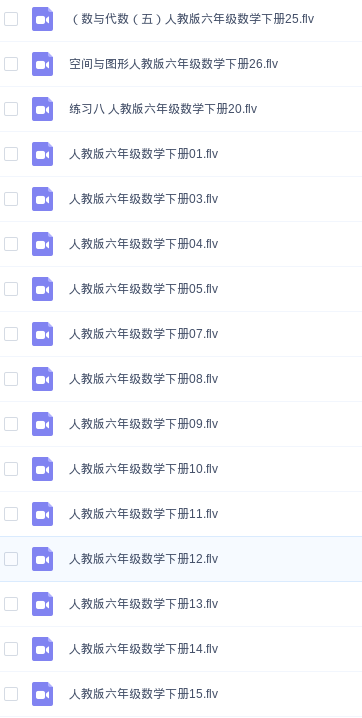 （数与代数（五）人教版六年级数学下册25.flv
空间与图形人教版六年级数学下册26.flv
练习八 人教版六年级数学下册20.flv
人教版六年级数学下册01.flv
人教版六年级数学下册03.flv
人教版六年级数学下册04.flv
人教版六年级数学下册05.flv
人教版六年级数学下册07.flv
人教版六年级数学下册08.flv
人教版六年级数学下册09.flv
人教版六年级数学下册10.flv
人教版六年级数学下册11.flv
人教版六年级数学下册12.flv
人教版六年级数学下册13.flv
人教版六年级数学下册14.flv
人教版六年级数学下册15.flv